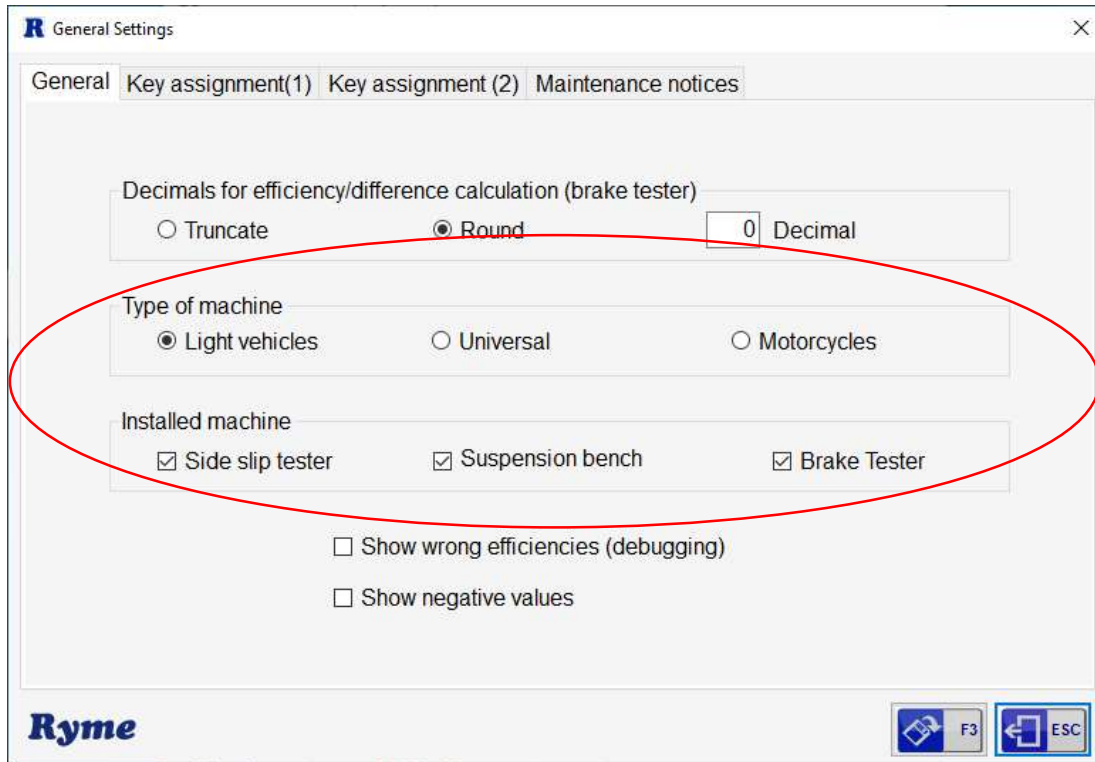 R General Settings
General Key assignment(1) Key assignment (2) Maintenance notices
Decimals for efficiency/difference calculation (brake tester)
Truncate Round 0 Decimal
Type of machine
Light vehicles Universal Motorcycles
Installed machine
Side slip tester Suspension bench Brake Tester
Show wrong efficiencies (debugging)
Show negative values
Ryme F3 ESC